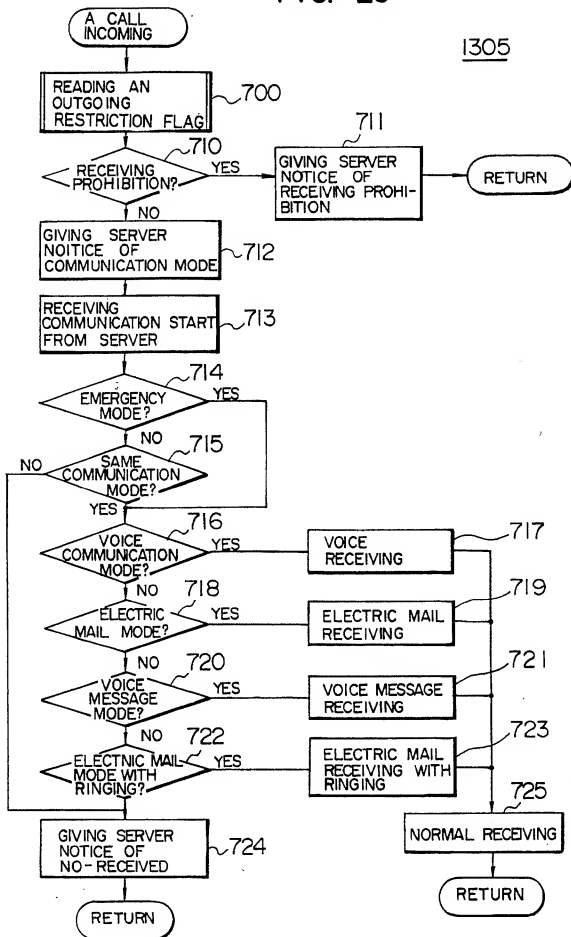 A CALL
INCOMING
1305
READING AN
OUTGOING
RESTRICTION FLAG
700
710
RECEIVING
PROHIBITION?
YES
NO
711
GIVING SERVER
NOTICE OF
RECEIVING PROHI-
BITION
RETURN
GIVING SERVER
NOITICE OF
COMMUNICATION MODE
712
RECEIVING
COMMUNICATION START
FROM SERVER
713
714
EMERGENCY
MODE?
YES
NO
715
NO
SAME
COMMUNICATION
MODE?
YES
716
VOICE
COMMUNICATION
MODE?
YES
NO
717
VOICE
RECEIVING
718
ELECTRIC
MAIL MODE?
YES
NO
719
ELECTRIC MAIL
RECEIVING
720
VOICE
MESSAGE
MODE?
YES
NO
721
VOICE MESSAGE
RECEIVING
722
ELECTRIC MAIL
MODE WITH
RINGING?
YES
723
ELECTRIC MAIL
RECEIVING WITH
RINGING
GIVING SERVER
NOTICE OF
NO-RECEIVED
724
RETURN
725
NORMAL RECEIVING
RETURN